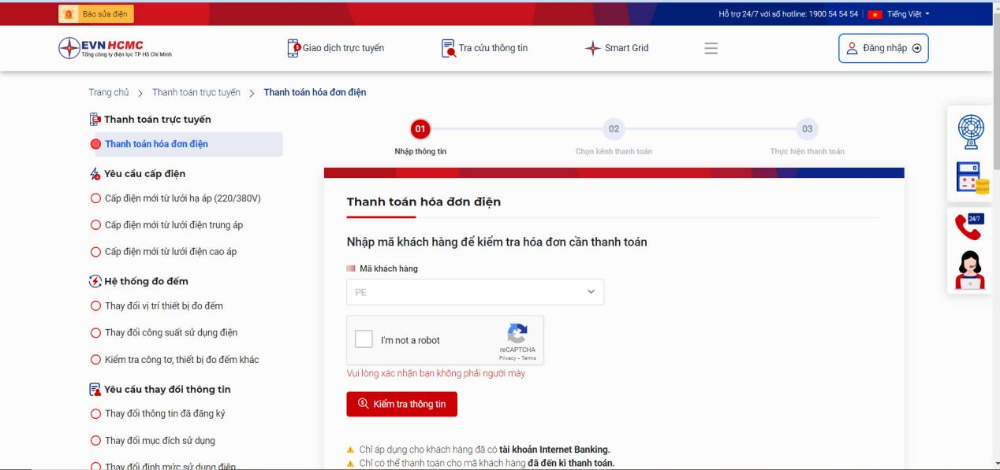 Báo sửa điện
Hỗ trợ 24/7 với số hotline: 1900 54 54 54 | Tiếng Việt
EVN HCMC
Tổng công ty điện lực TP Hồ Chí Minh
Giao dịch trực tuyến
Tra cứu thông tin
Smart Grid
Đăng nhập
Trang chủ > Thanh toán trực tuyến > Thanh toán hóa đơn điện
Thanh toán trực tuyến
Thanh toán hóa đơn điện
Yêu cầu cấp điện
Cấp điện mới từ lưới hạ áp (220/380V)
Cấp điện mới từ lưới điện trung áp
Cấp điện mới từ lưới điện cao áp
Hệ thống đo đếm
Thay đổi vị trí thiết bị đo đếm
Thay đổi công suất sử dụng điện
Kiểm tra công tơ, thiết bị đo đếm khác
Yêu cầu thay đổi thông tin
Thay đổi thông tin đã đăng ký
Thay đổi mục đích sử dụng
Thay đổi định mức sử dụng điện
01
02
03
Nhập thông tin
Chọn kênh thanh toán
Thực hiện thanh toán
Thanh toán hóa đơn điện
Nhập mã khách hàng để kiểm tra hóa đơn cần thanh toán
Mã khách hàng
PE
I'm not a robot
reCAPTCHA
Privacy - Terms
Vui lòng xác nhận bạn không phải người máy
Kiểm tra thông tin
Chỉ áp dụng cho khách hàng đã có tài khoản Internet Banking.
Chỉ có thể thanh toán cho mã khách hàng đã đến kì thanh toán.
0
24/7